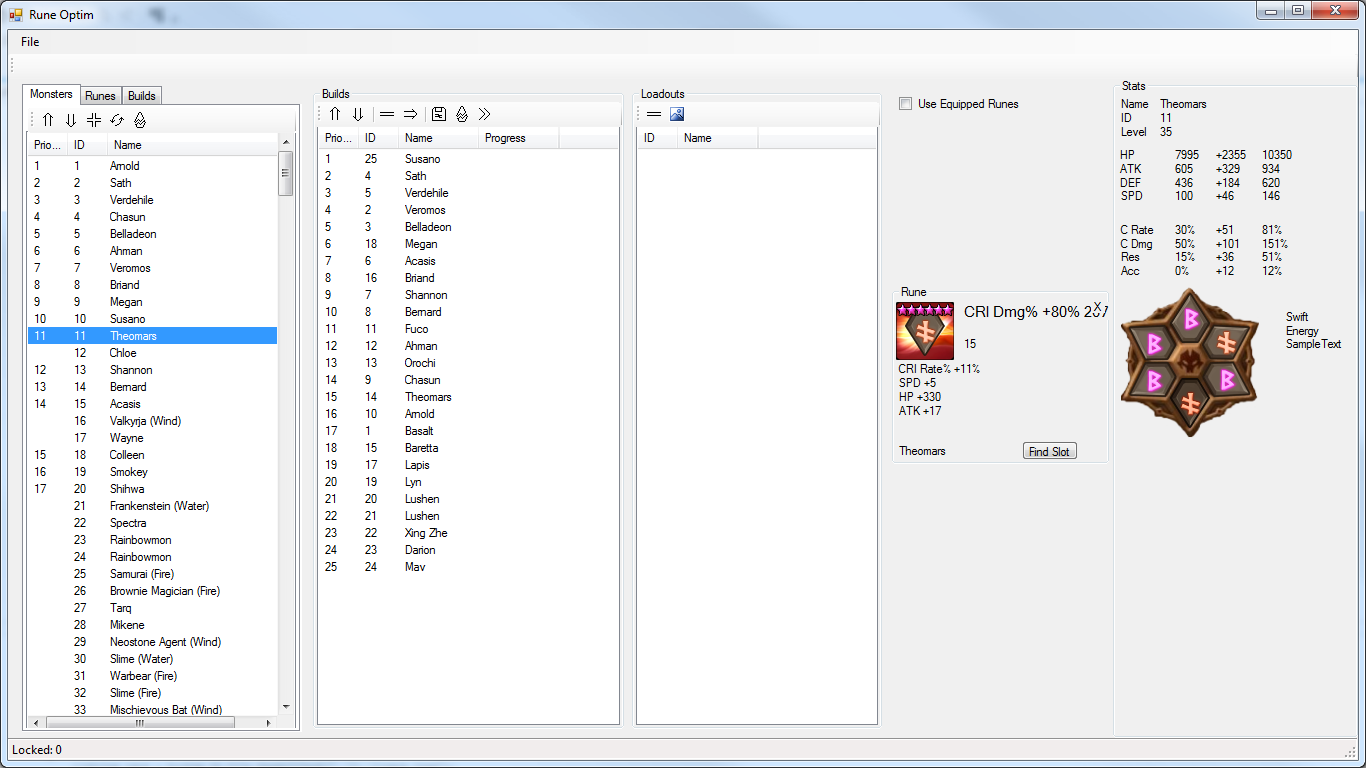 Rune Optim
File
Monsters Runes Builds
Prio... ID Name
1 1 Arnold
2 2 Sath
3 3 Verdehile
4 4 Chasun
5 5 Belladeon
6 6 Ahman
7 7 Veromos
8 8 Briand
9 9 Megan
10 10 Susano
11 11 Theomars
12 Chloe
12 13 Shannon
13 14 Bernard
14 15 Acasis
16 Valkyrja (Wind)
17 Wayne
15 18 Colleen
16 19 Smokey
17 20 Shihwa
21 Frankenstein (Water)
22 Spectra
23 Rainbowmon
24 Rainbowmon
25 Samurai (Fire)
26 Brownie Magician (Fire)
27 Tarq
28 Mikene
29 Neostone Agent (Wind)
30 Slime (Water)
31 Warbear (Fire)
32 Slime (Fire)
33 Mischievous Bat (Wind)
Builds
Prio... ID Name Progress
1 25 Susano
2 4 Sath
3 5 Verdehile
4 2 Veromos
5 3 Belladeon
6 18 Megan
7 6 Acasis
8 16 Briand
9 7 Shannon
10 8 Bernard
11 11 Fuco
12 12 Ahman
13 13 Orochi
14 9 Chasun
15 14 Theomars
16 10 Arnold
17 1 Basalt
18 15 Baretta
19 17 Lapis
20 19 Lyn
21 20 Lushen
22 21 Lushen
23 22 Xing Zhe
24 23 Darion
25 24 Mav
Loadouts
ID Name
Use Equipped Runes
Rune
CRI Dmg% +80% X
15
CRI Rate% +11%
SPD +5
HP +330
ATK +17
Theomars Find Slot
Stats
Name Theomars
ID 11
Level 35
HP 7995 +2355 10350
ATK 605 +329 934
DEF 436 +184 620
SPD 100 +46 146
C Rate 30% +51 81%
C Dmg 50% +101 151%
Res 15% +36 51%
Acc 0% +12 12%
Swift
Energy
SampleText
Locked: 0